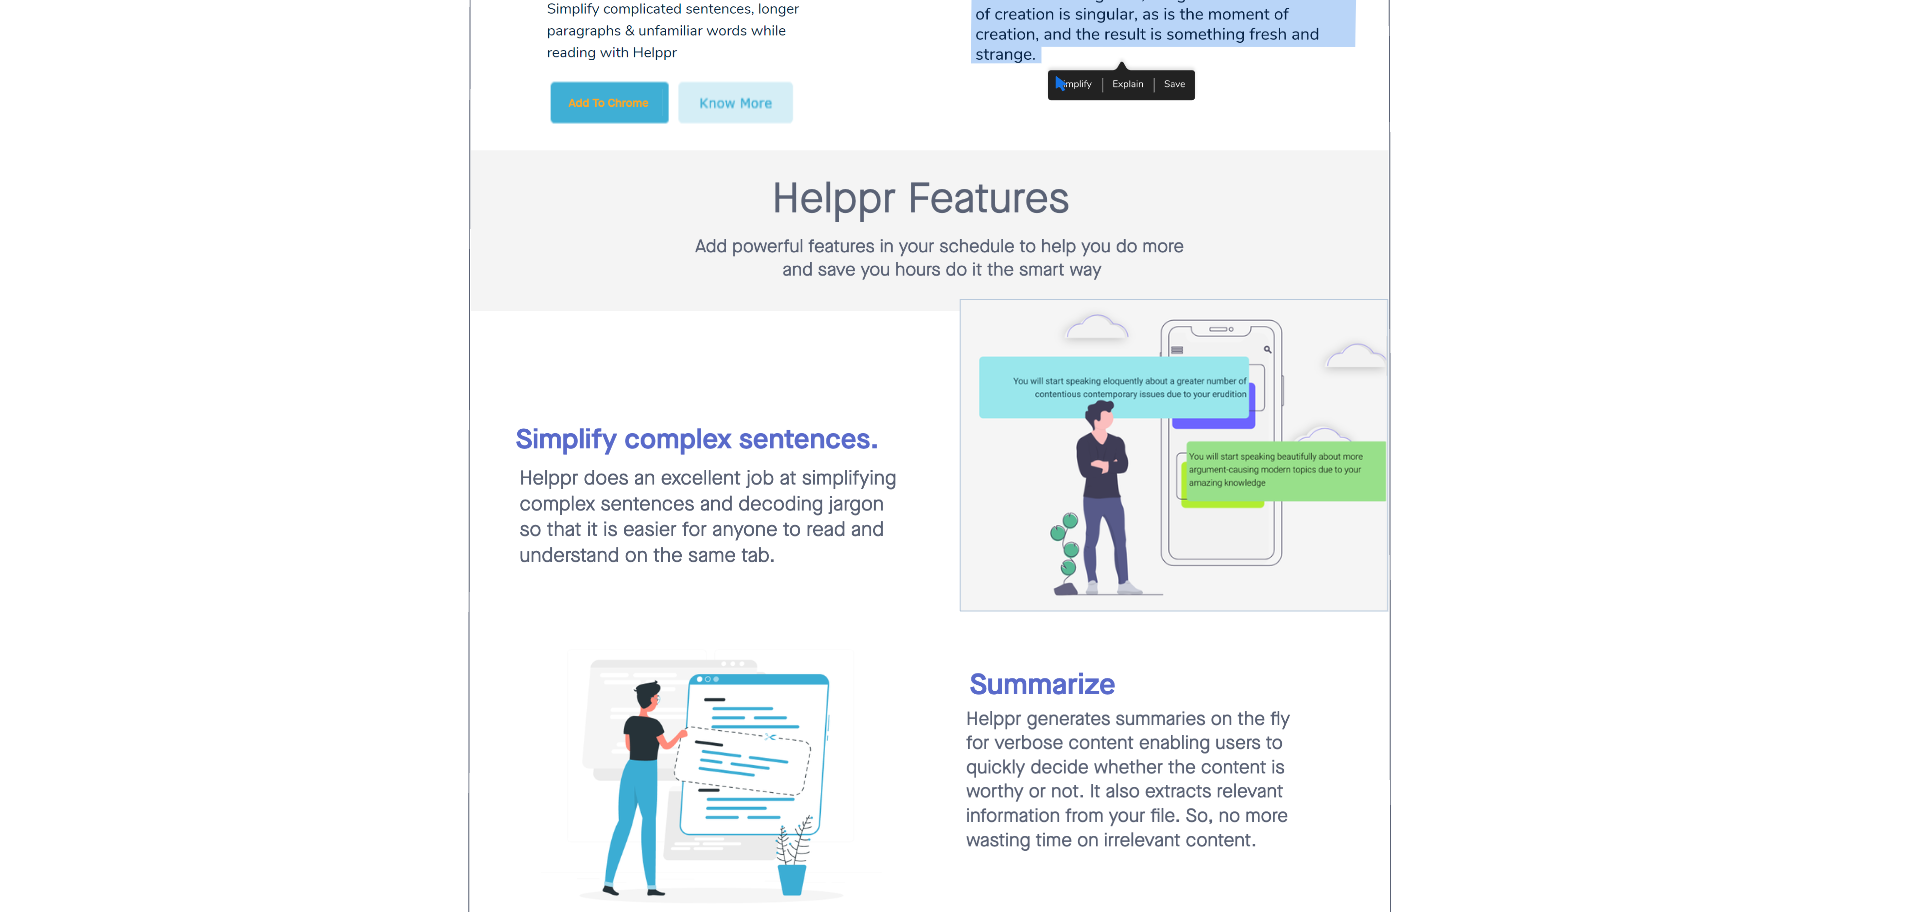 Simplify complicated sentences, longer
paragraphs & unfamiliar words while
reading with Helppr
Add To Chrome
Know More
of creation is singular, as is the moment of
creation, and the result is something fresh and
strange.
Explain
Save
Helppr Features
Add powerful features in your schedule to help you do more
and save you hours do it the smart way
Simplify complex sentences.
Helppr does an excellent job at simplifying
complex sentences and decoding jargon
so that it is easier for anyone to read and
understand on the same tab.
You will start speaking eloquently about a greater number of
contentious contemporary issues due to your erudition
You will start speaking beautifully about more
argument-causing modern topics due to your
amazing knowledge
Summarize
Helppr generates summaries on the fly
for verbose content enabling users to
quickly decide whether the content is
worthy or not. It also extracts relevant
information from your file. So, no more
wasting time on irrelevant content.